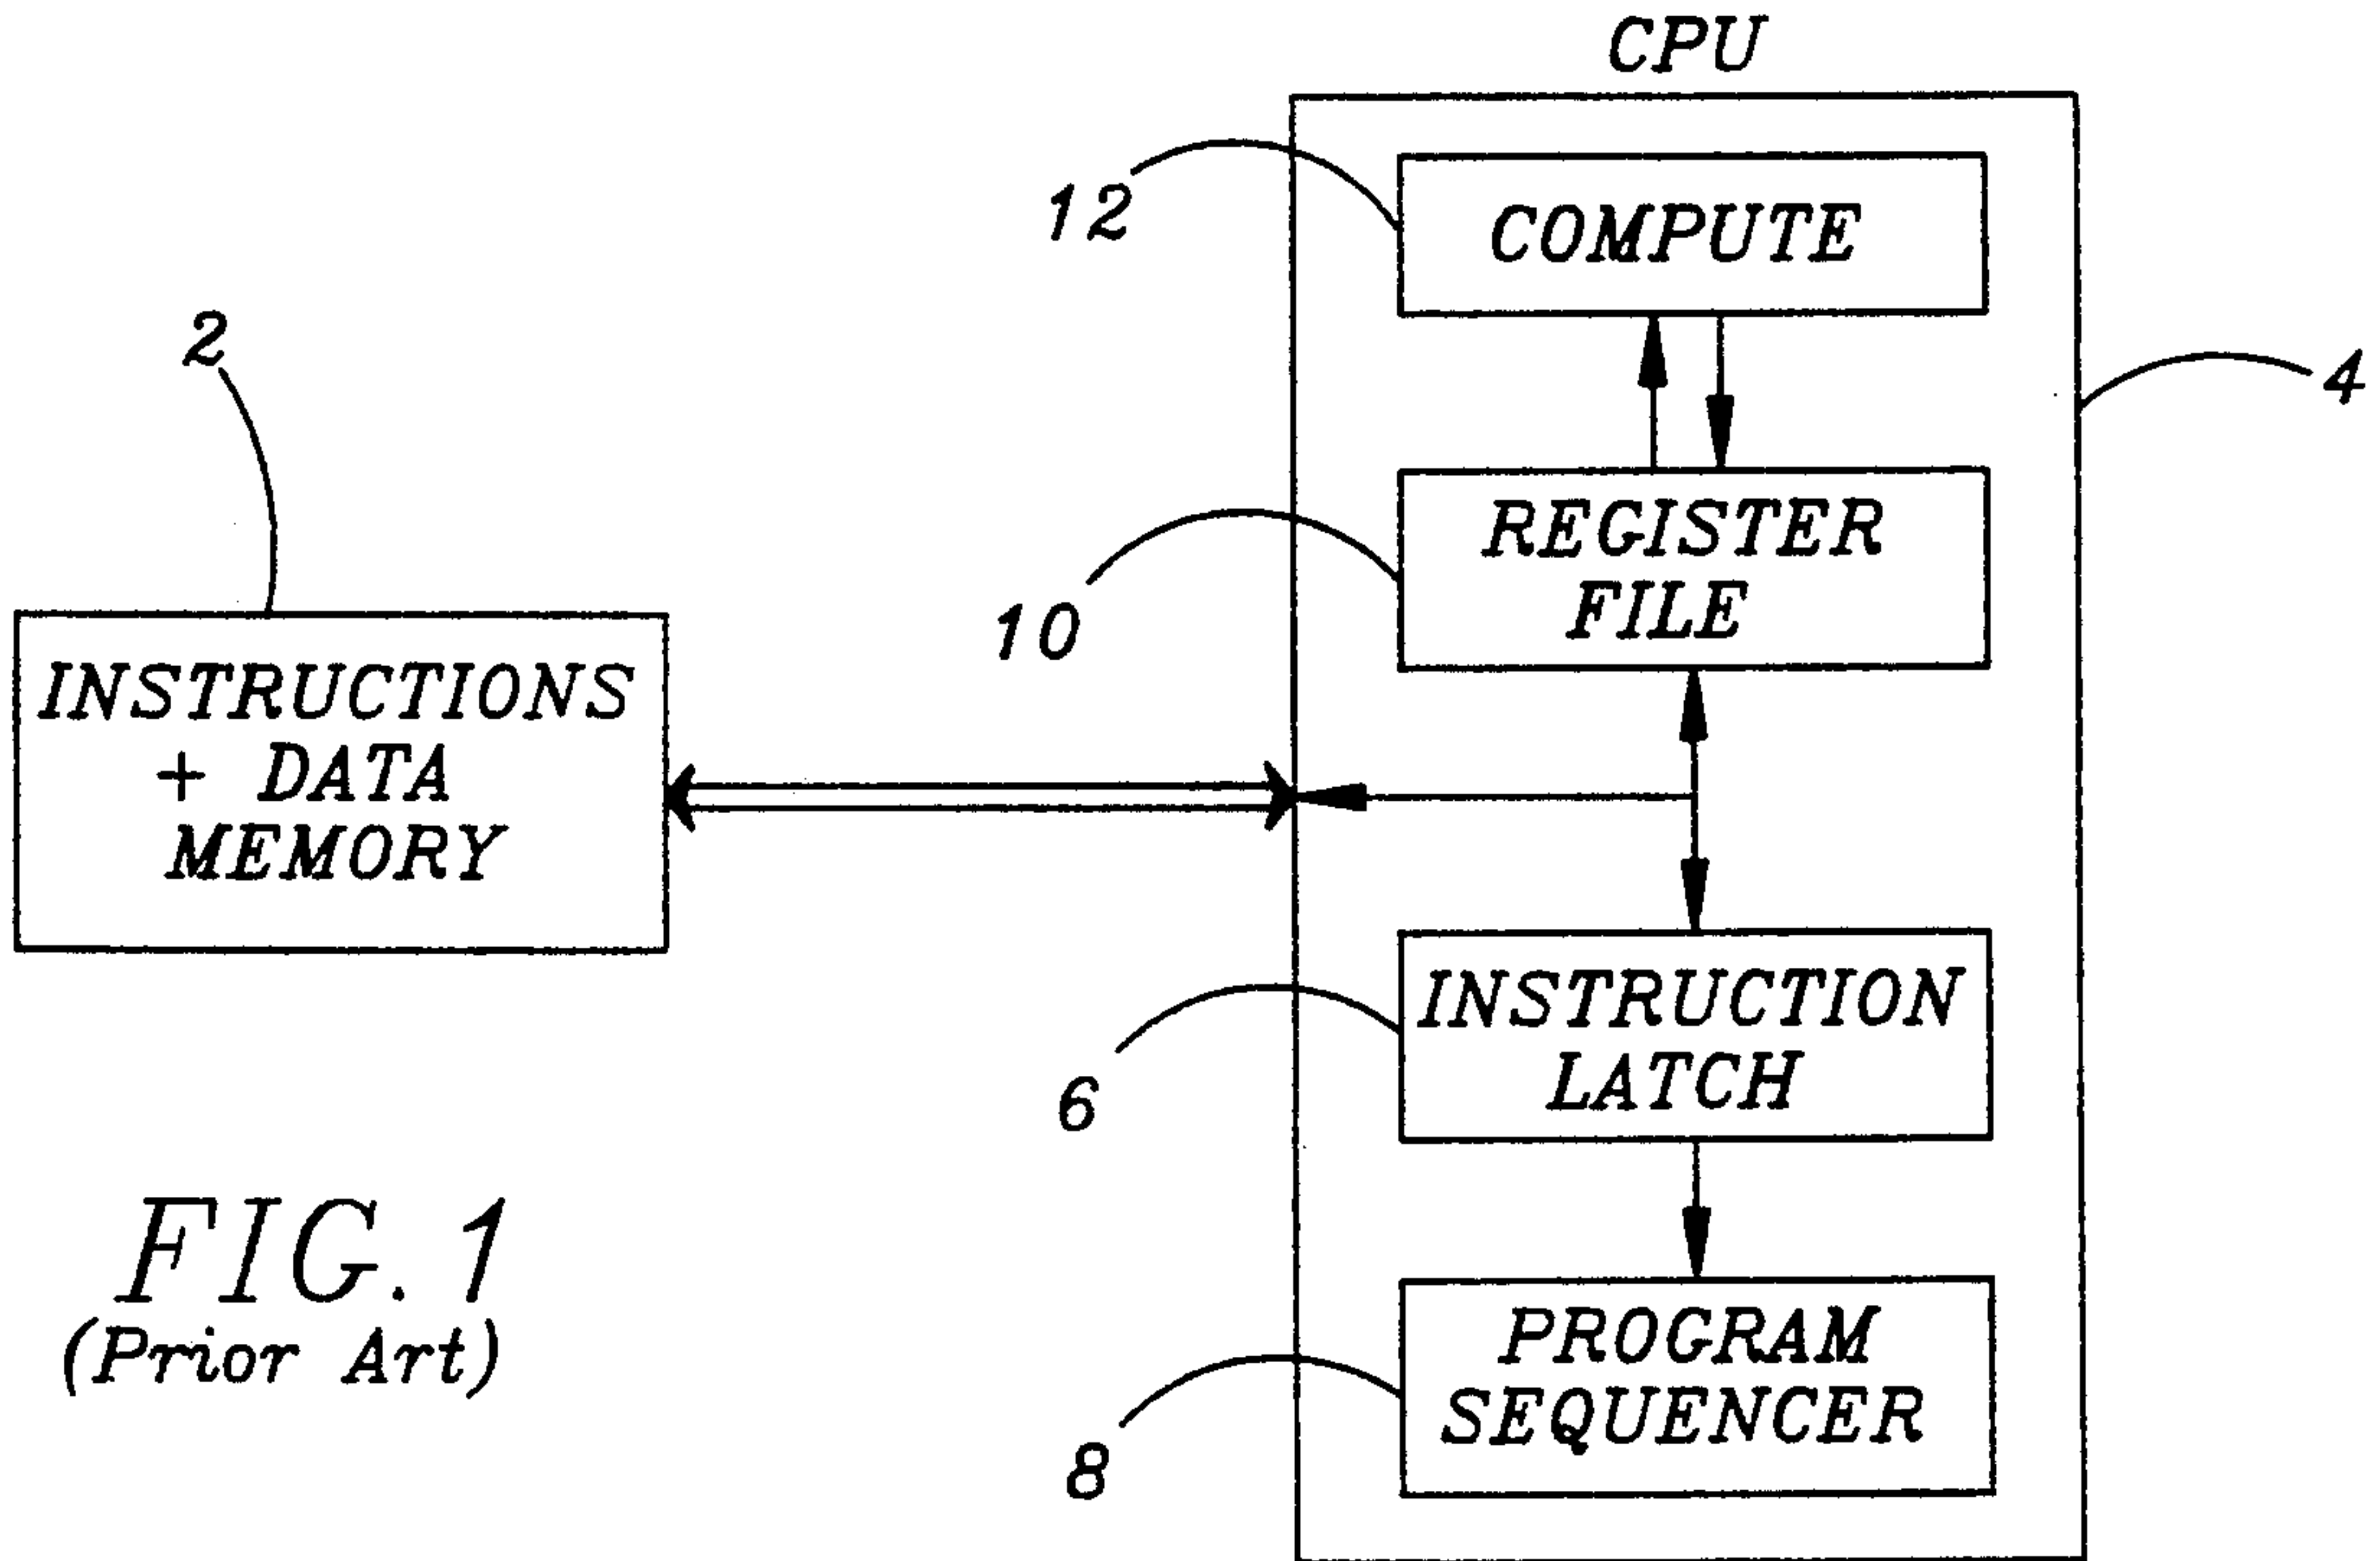 CPU
12
COMPUTE
2
4
REGISTER
FILE
10
INSTRUCTIONS
+ DATA
MEMORY
INSTRUCTION
LATCH
6
FIG.1
(Prior Art)
PROGRAM
SEQUENCER
8